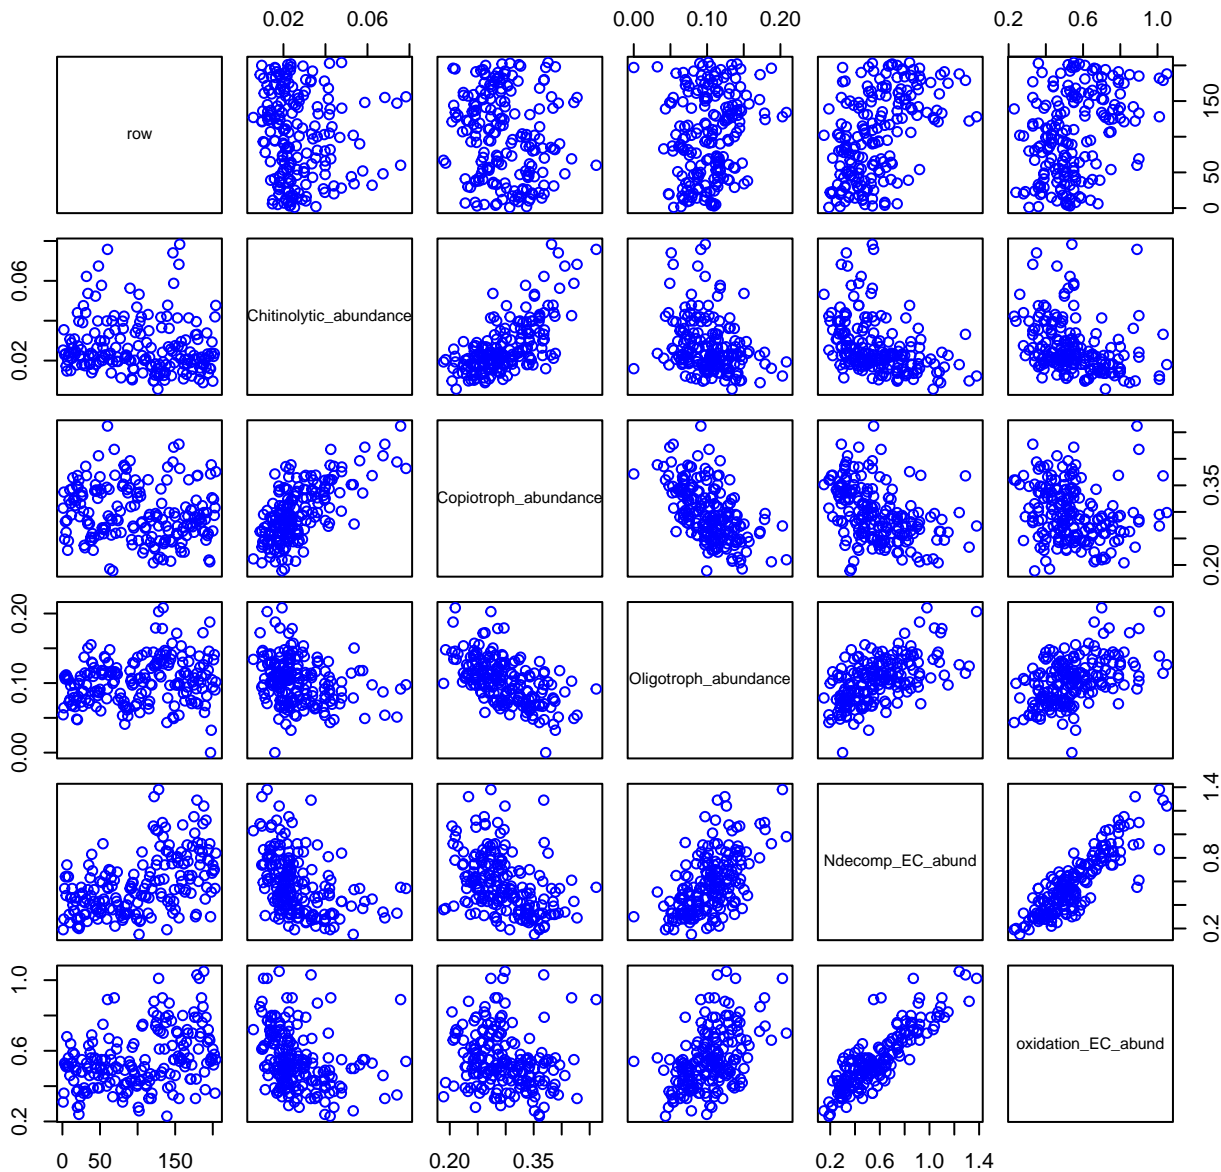 0.02 0.06 0.00 0.10 0.20 0.2 0.6 1.0
row
0 50 150
0.02 0.06
Chitinolytic_abundance
Copiotroph_abundance
0.20 0.35
0.00 0.10 0.20
Oligotroph_abundance
Ndecomp_EC_abund
0.2 0.8 1.4
0.2 0.6 1.0
oxidation_EC_abund
0 50 150 0.20 0.35 0.2 0.6 1.0 1.4